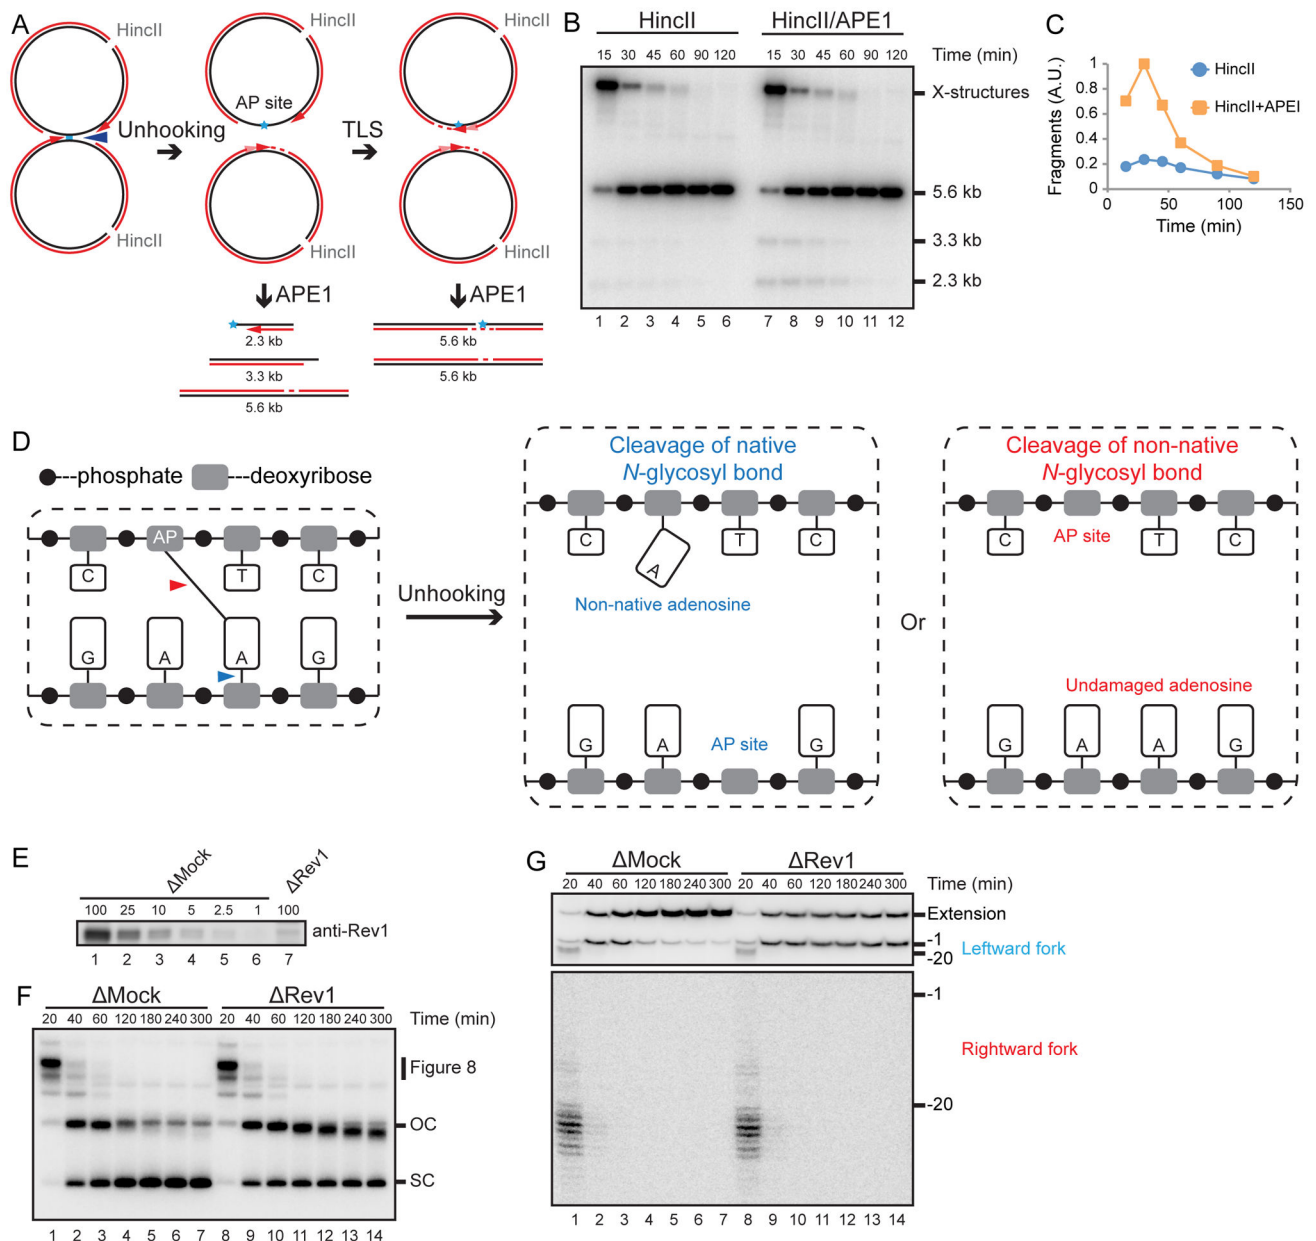 A
HincII
HincII
AP site
Unhooking
TLS
HincII
HincII
HincII
HincII
APE1
APE1
2.3 kb
3.3 kb
5.6 kb
5.6 kb
5.6 kb
B
HincII
HincII/APE1
15 30 45 60 90 120 15 30 45 60 90 120 Time (min)
X-structures
5.6 kb
3.3 kb
2.3 kb
1 2 3 4 5 6 7 8 9 10 11 12
C
Fragments (A.U.)
1
0.8
0.6
0.4
0.2
0
0 50 100 150
Time (min)
HincII
HincII+APEI
D
phosphate
deoxyribose
AP
C T C
G A A G
Unhooking
Cleavage of native
N-glycosyl bond
C A T C
Non-native adenosine
AP site
G A G
Or
Cleavage of non-native
N-glycosyl bond
C T C
AP site
Undamaged adenosine
G A A G
E
ΔMock
ΔRev1
100 25 10 5 2.5 1 100
anti-Rev1
1 2 3 4 5 6 7
F
ΔMock
ΔRev1
20 40 60 120 180 240 300 20 40 60 120 180 240 300 Time (min)
Figure 8
OC
SC
1 2 3 4 5 6 7 8 9 10 11 12 13 14
G
ΔMock
ΔRev1
20 40 60 120 180 240 300 20 40 60 120 180 240 300 Time (min)
Extension
-1
Leftward fork
-20
-1
Rightward fork
-20
1 2 3 4 5 6 7 8 9 10 11 12 13 14